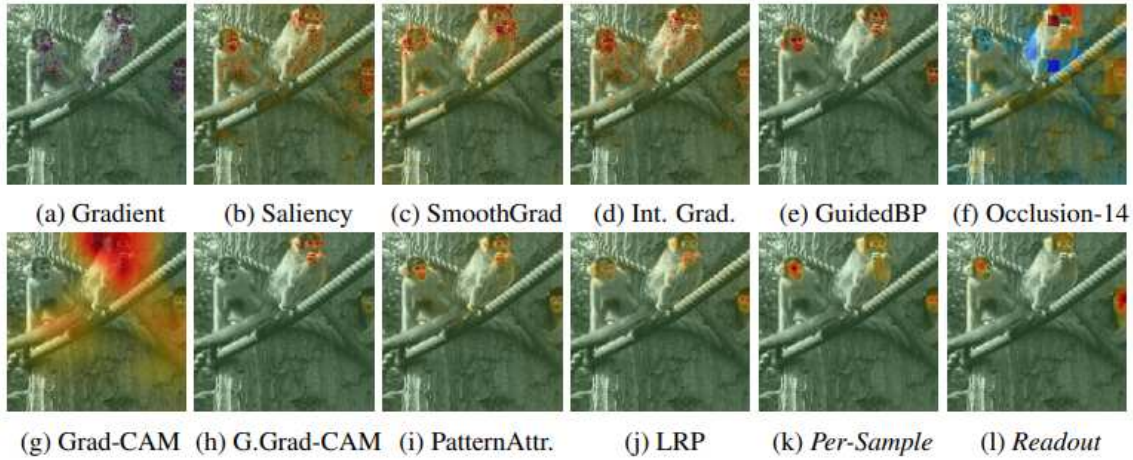 (a) Gradient (b) Saliency (c) SmoothGrad (d) Int. Grad. (e) GuidedBP (f) Occlusion-14
(g) Grad-CAM (h) G.Grad-CAM (i) PatternAttr. (j) LRP (k) Per-Sample (l) Readout